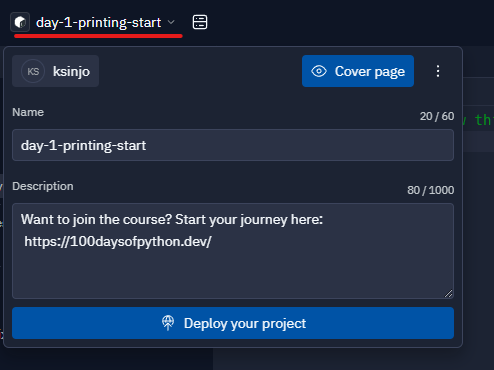 day-1-printing-start
KS ksinjo Cover page
Name 20 / 60
day-1-printing-start
Description 80 / 1000
Want to join the course? Start your journey here:
https://100daysofpython.dev/
Deploy your project